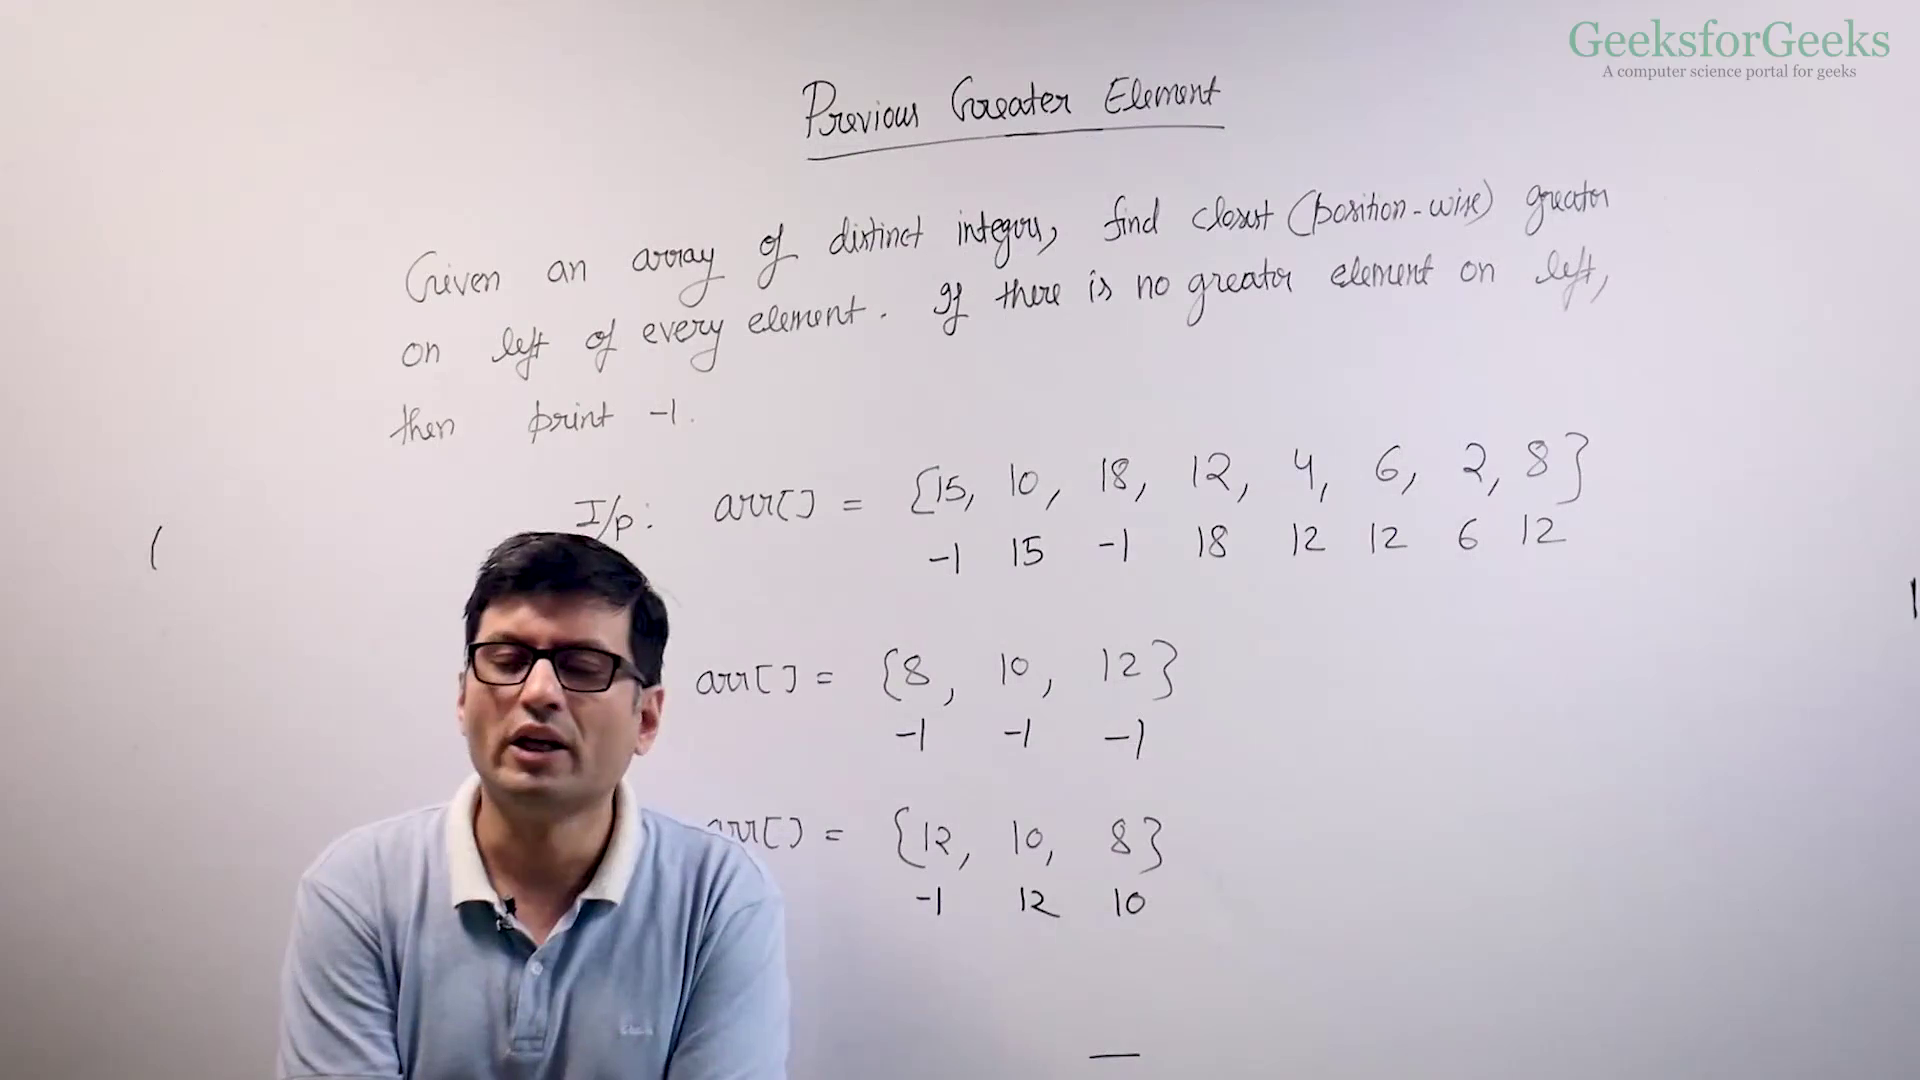 GeeksforGeeks
A computer science portal for geeks
Previous Greater Element
Given an array of distinct integers, find closest (position-wise) greater
on left of every element. If there is no greater element on left,
then print -1.
I/p: arr[] = {15, 10, 18, 12, 4, 6, 2, 8}
-1 15 -1 18 12 12 6 12
arr[] = {8, 10, 12}
-1 -1 -1
arr[] = {12, 10, 8}
-1 12 10